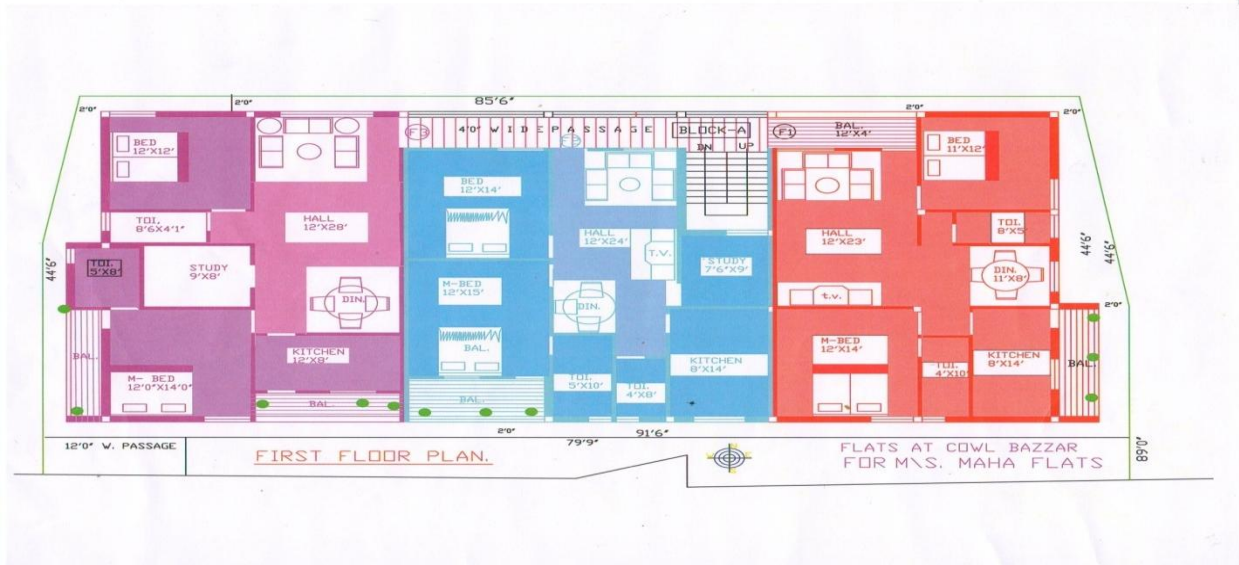 85'6"
2'0"
2'0"
2'0"
2'0"
F3
4'0" WIDE PASSAGE
BLOCK-A
F1
BAL.
12'X4'
DN UP
BED
12'X12'
BED
11'X12'
BED
12'X14'
TOI,
8'6X4'1"
HALL
12'X28'
HALL
12'X24'
HALL
12'X23'
TOI.
8'X5'
T.V.
44'6"
44'6"
44'6"
TOI.
5'X8'
STUDY
9'X8'
STUDY
7'6"X9'
DIN.
11'X8'
M-BED
12'X15'
DIN.
DIN.
t.v.
2'0"
BAL.
KITCHEN
12'X8'
BAL.
M-BED
12'X14'
KITCHEN
8'X14'
KITCHEN
8'X14'
BAL.
M- BED
12'0"X14'0"
TOI.
5'X10'
TOI.
4'X8'
TOI.
4'X10'
BAL.
BAL.
2'0"
91'6"
79'9"
12'0" W. PASSAGE
FIRST FLOOR PLAN.
FLATS AT COWL BAZZAR
FOR M\S. MAHA FLATS
89'0"